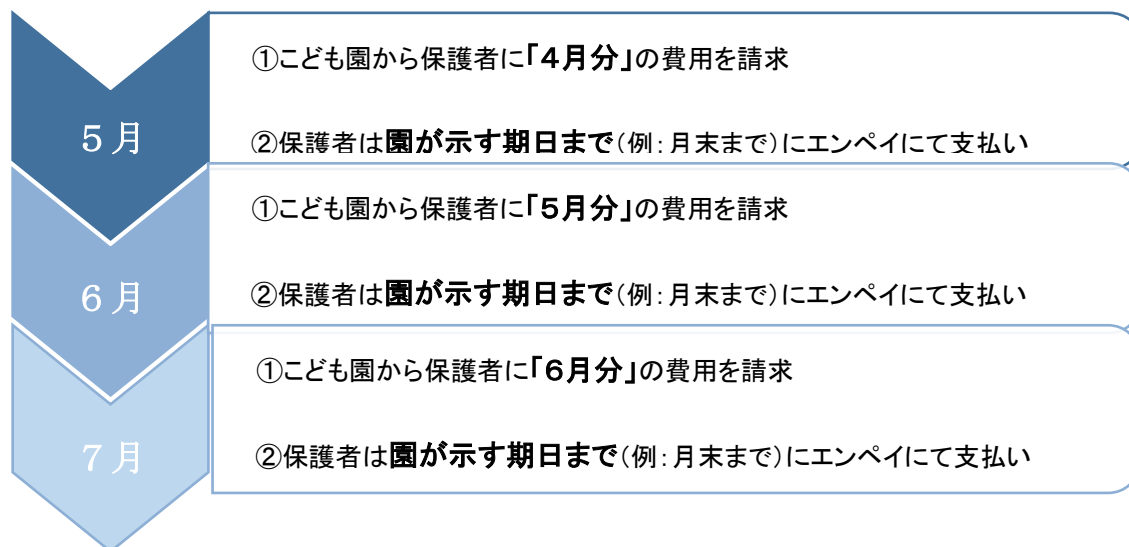 5月
①こども園から保護者に「4月分」の費用を請求
②保護者は園が示す期日まで(例:月末まで)にエンペイにて支払い
6月
①こども園から保護者に「5月分」の費用を請求
②保護者は園が示す期日まで(例:月末まで)にエンペイにて支払い
7月
①こども園から保護者に「6月分」の費用を請求
②保護者は園が示す期日まで(例:月末まで)にエンペイにて支払い